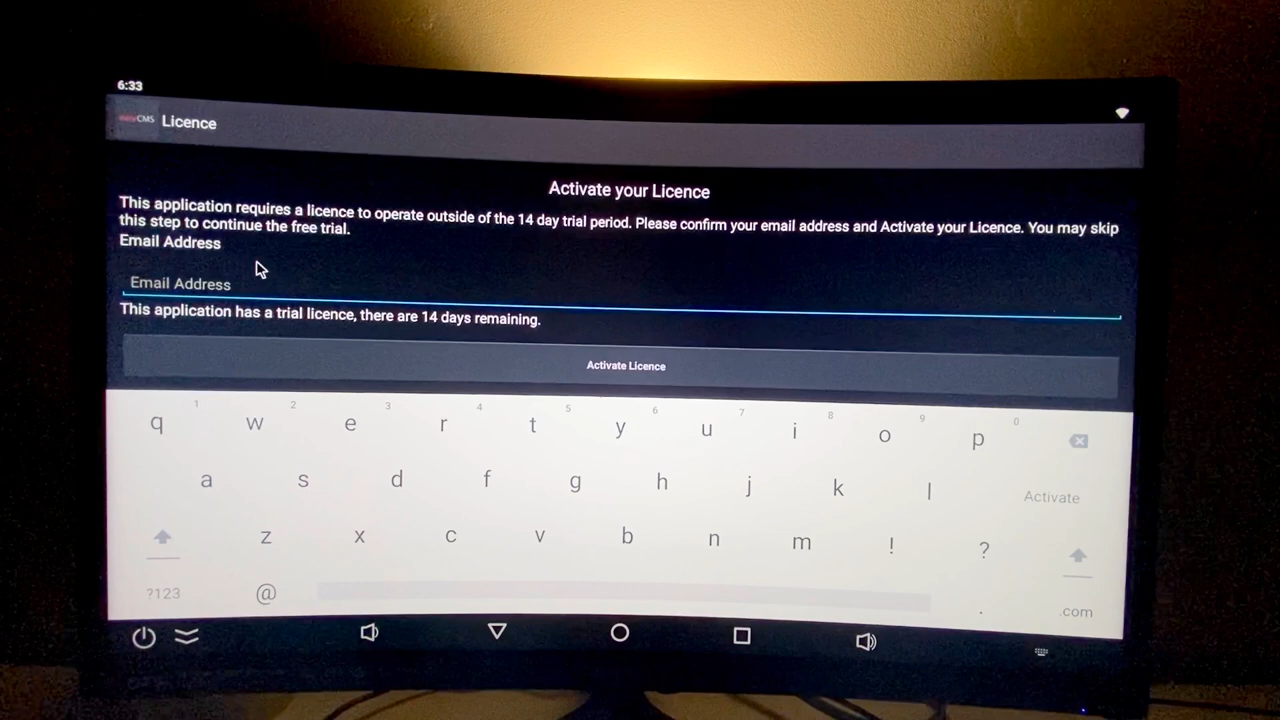 6:33
CMS Licence
Activate your Licence
This application requires a licence to operate outside of the 14 day trial period. Please confirm your email address and Activate your Licence. You may skip
this step to continue the free trial.
Email Address
Email Address
This application has a trial licence, there are 14 days remaining.
Activate Licence
1 2 3 4 5 6 7 8 9 0
q w e r t y u i o p
a s d f g h j k l Activate
z x c v b n m ! ?
?123 @ . .com